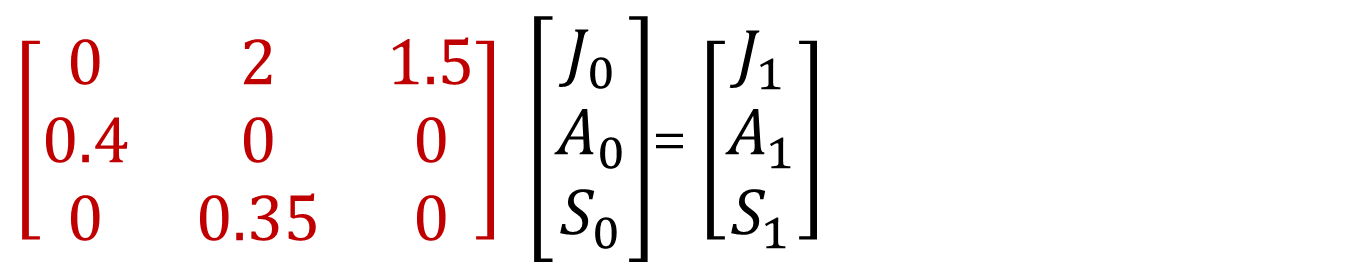 [0 2 1.5] [J₀] [J₁]
[0.4 0 0] [A₀] = [A₁]
[0 0.35 0] [S₀] [S₁]